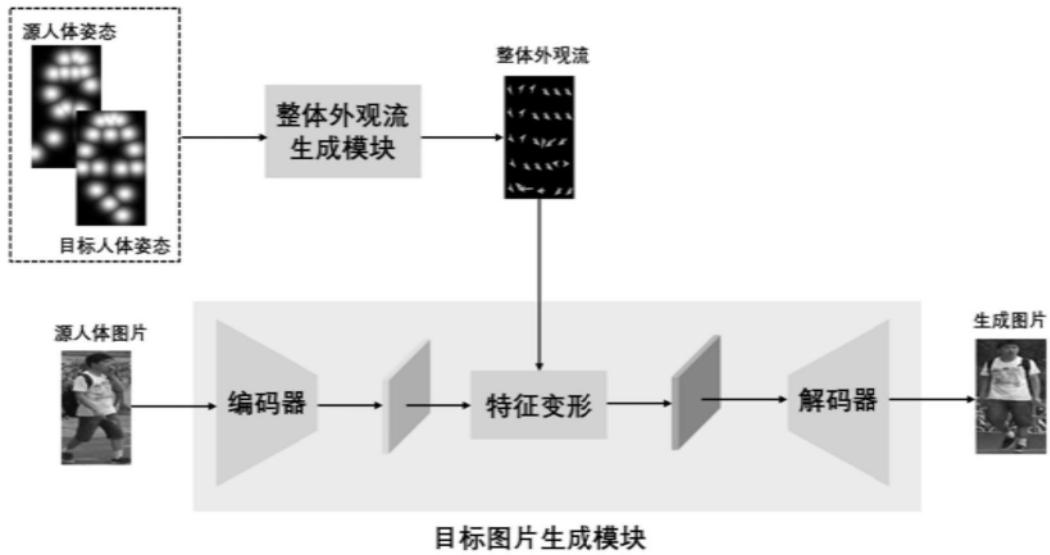 源人体姿态
目标人体姿态
整体外观流
生成模块
整体外观流
源人体图片
编码器
特征变形
解码器
生成图片
目标图片生成模块